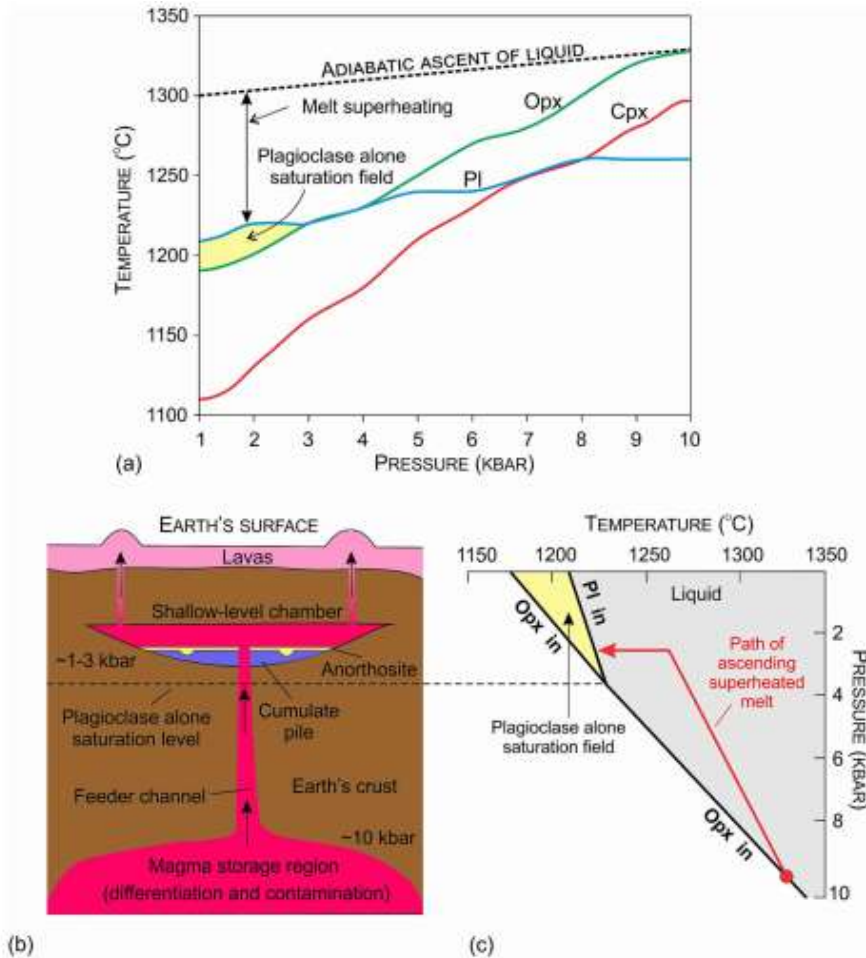 1350
1300
1250
1200
1150
1100
TEMPERATURE (°C)
ADIABATIC ASCENT OF LIQUID
Melt superheating
Opx
Cpx
Plagioclase alone
saturation field
Pl
1 2 3 4 5 6 7 8 9 10
PRESSURE (KBAR)
(a)
EARTH'S SURFACE
Lavas
Shallow-level chamber
~1-3 kbar
Anorthosite
Plagioclase alone
saturation level
Cumulate
pile
Feeder channel
Earth's crust
~10 kbar
Magma storage region
(differentiation and contamination)
(b)
TEMPERATURE (°C)
1150 1200 1250 1300 1350
Liquid
Pl in
Opx in
Path of
ascending
superheated
melt
Plagioclase alone
saturation field
Opx in
2
4
6
8
10
PRESSURE (KBAR)
(c)